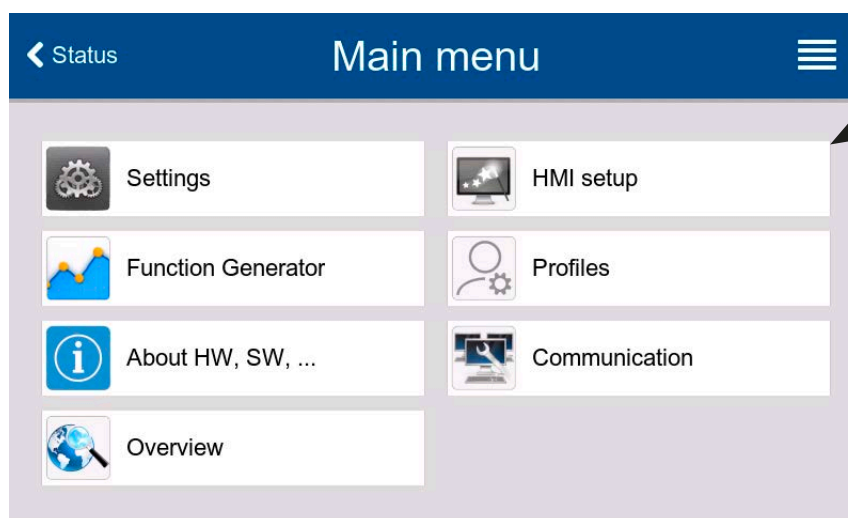 Status
Main menu
Settings
HMI setup
Function Generator
Profiles
About HW, SW, ...
Communication
Overview